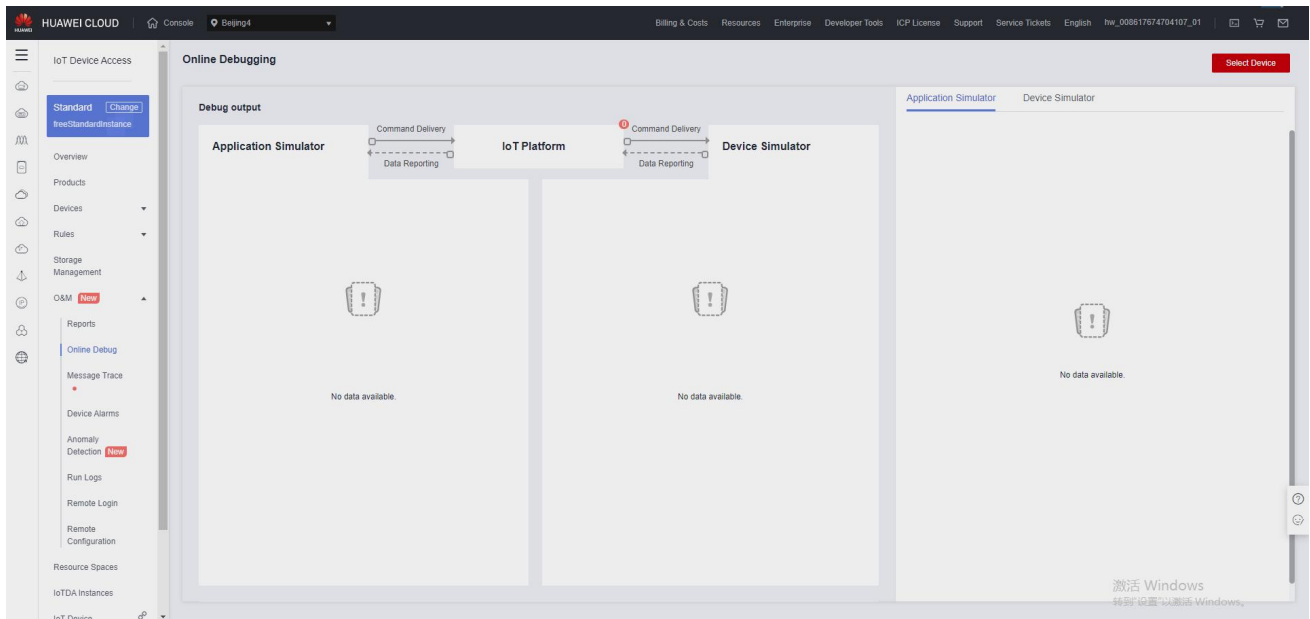 HUAWEI
HUAWEI CLOUD
Console
Beijing4
Billing & Costs
Resources
Enterprise
Developer Tools
ICP License
Support
Service Tickets
English
hw_008617674704107_01
IoT Device Access
Standard
Change
freeStandardInstance
Overview
Products
Devices
Rules
Storage
Management
O&M New
Reports
Online Debug
Message Trace
Device Alarms
Anomaly
Detection New
Run Logs
Remote Login
Remote
Configuration
Resource Spaces
IoTDA Instances
IoT Device
Online Debugging
Select Device
Debug output
Application Simulator
Command Delivery
Data Reporting
IoT Platform
0
Command Delivery
Data Reporting
Device Simulator
No data available.
No data available.
Application Simulator
Device Simulator
No data available.
激活 Windows
转到"设置"以激活 Windows。